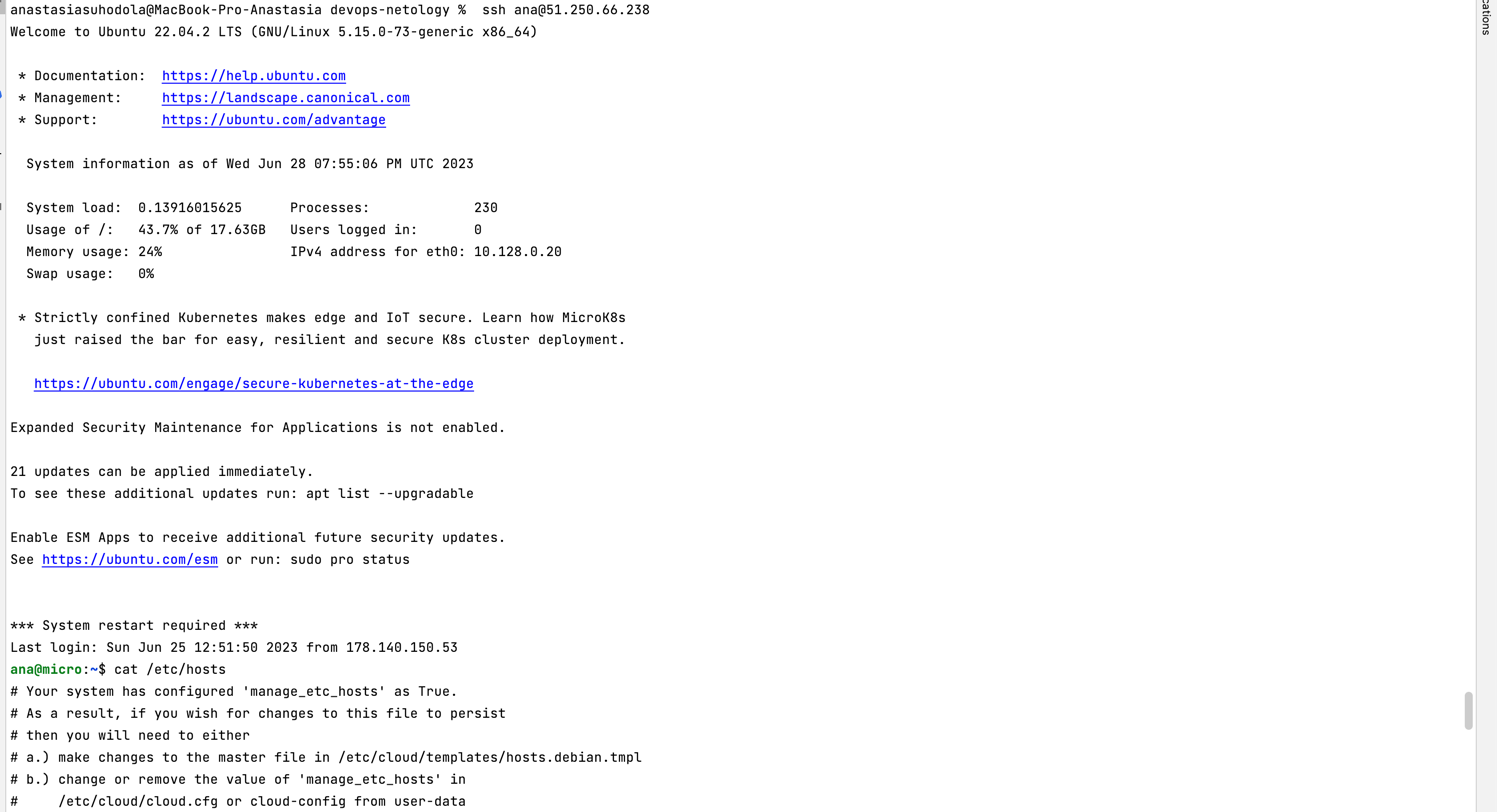 anastasiasuhodola@MacBook-Pro-Anastasia devops-netology %  ssh ana@51.250.66.238
Welcome to Ubuntu 22.04.2 LTS (GNU/Linux 5.15.0-73-generic x86_64)

 * Documentation:  https://help.ubuntu.com
 * Management:     https://landscape.canonical.com
 * Support:        https://ubuntu.com/advantage

  System information as of Wed Jun 28 07:55:06 PM UTC 2023

  System load:  0.13916015625      Processes:             230
  Usage of /:   43.7% of 17.63GB   Users logged in:       0
  Memory usage: 24%                IPv4 address for eth0: 10.128.0.20
  Swap usage:   0%

 * Strictly confined Kubernetes makes edge and IoT secure. Learn how MicroK8s
   just raised the bar for easy, resilient and secure K8s cluster deployment.

   https://ubuntu.com/engage/secure-kubernetes-at-the-edge

Expanded Security Maintenance for Applications is not enabled.

21 updates can be applied immediately.
To see these additional updates run: apt list --upgradable

Enable ESM Apps to receive additional future security updates.
See https://ubuntu.com/esm or run: sudo pro status


*** System restart required ***
Last login: Sun Jun 25 12:51:50 2023 from 178.140.150.53
ana@micro:~$ cat /etc/hosts
# Your system has configured 'manage_etc_hosts' as True.
# As a result, if you wish for changes to this file to persist
# then you will need to either
# a.) make changes to the master file in /etc/cloud/templates/hosts.debian.tmpl
# b.) change or remove the value of 'manage_etc_hosts' in
#     /etc/cloud/cloud.cfg or cloud-config from user-data